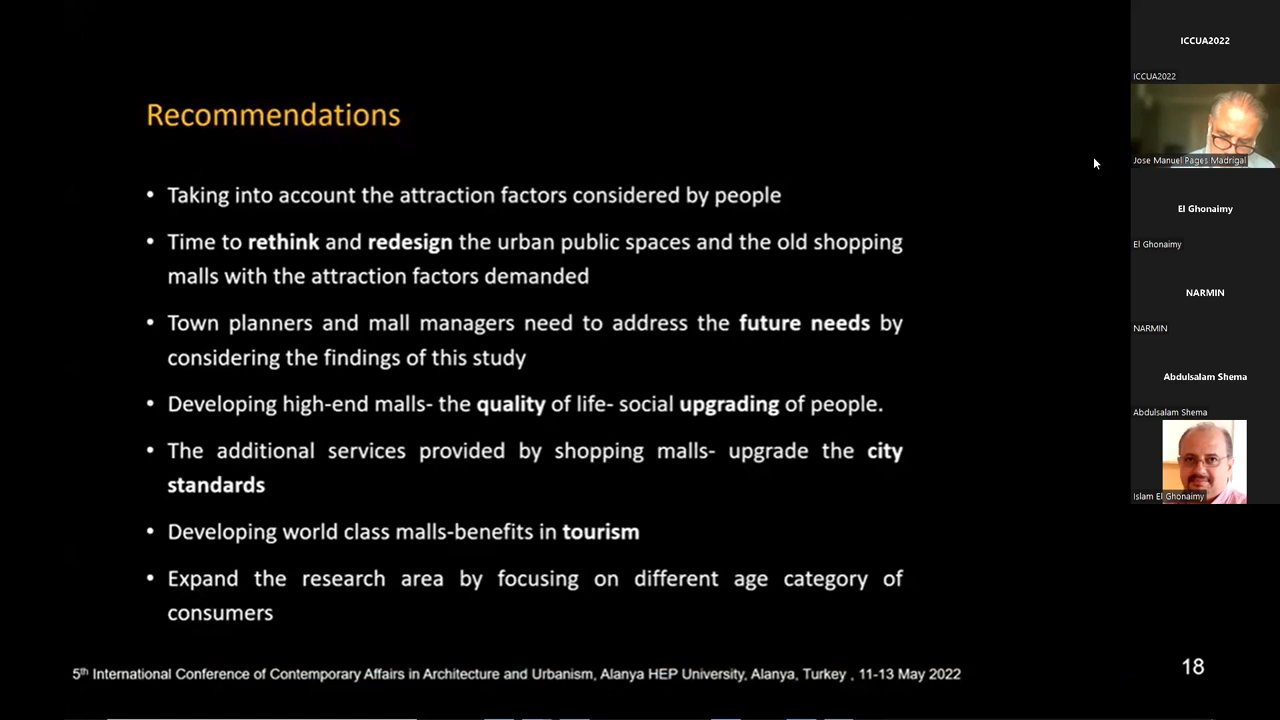 Recommendations
• Taking into account the attraction factors considered by people
• Time to rethink and redesign the urban public spaces and the old shopping
malls with the attraction factors demanded
• Town planners and mall managers need to address the future needs by
considering the findings of this study
• Developing high-end malls- the quality of life- social upgrading of people.
• The additional services provided by shopping malls- upgrade the city
standards
• Developing world class malls-benefits in tourism
• Expand the research area by focusing on different age category of
consumers
5th International Conference of Contemporary Affairs in Architecture and Urbanism, Alanya HEP University, Alanya, Turkey , 11-13 May 2022
18
ICCUA2022
ICCUA2022
Jose Manuel Pages Madrigal
El Ghonaimy
El Ghonaimy
NARMIN
NARMIN
Abdulsalam Shema
Abdulsalam Shema
Islam El Ghonaimy